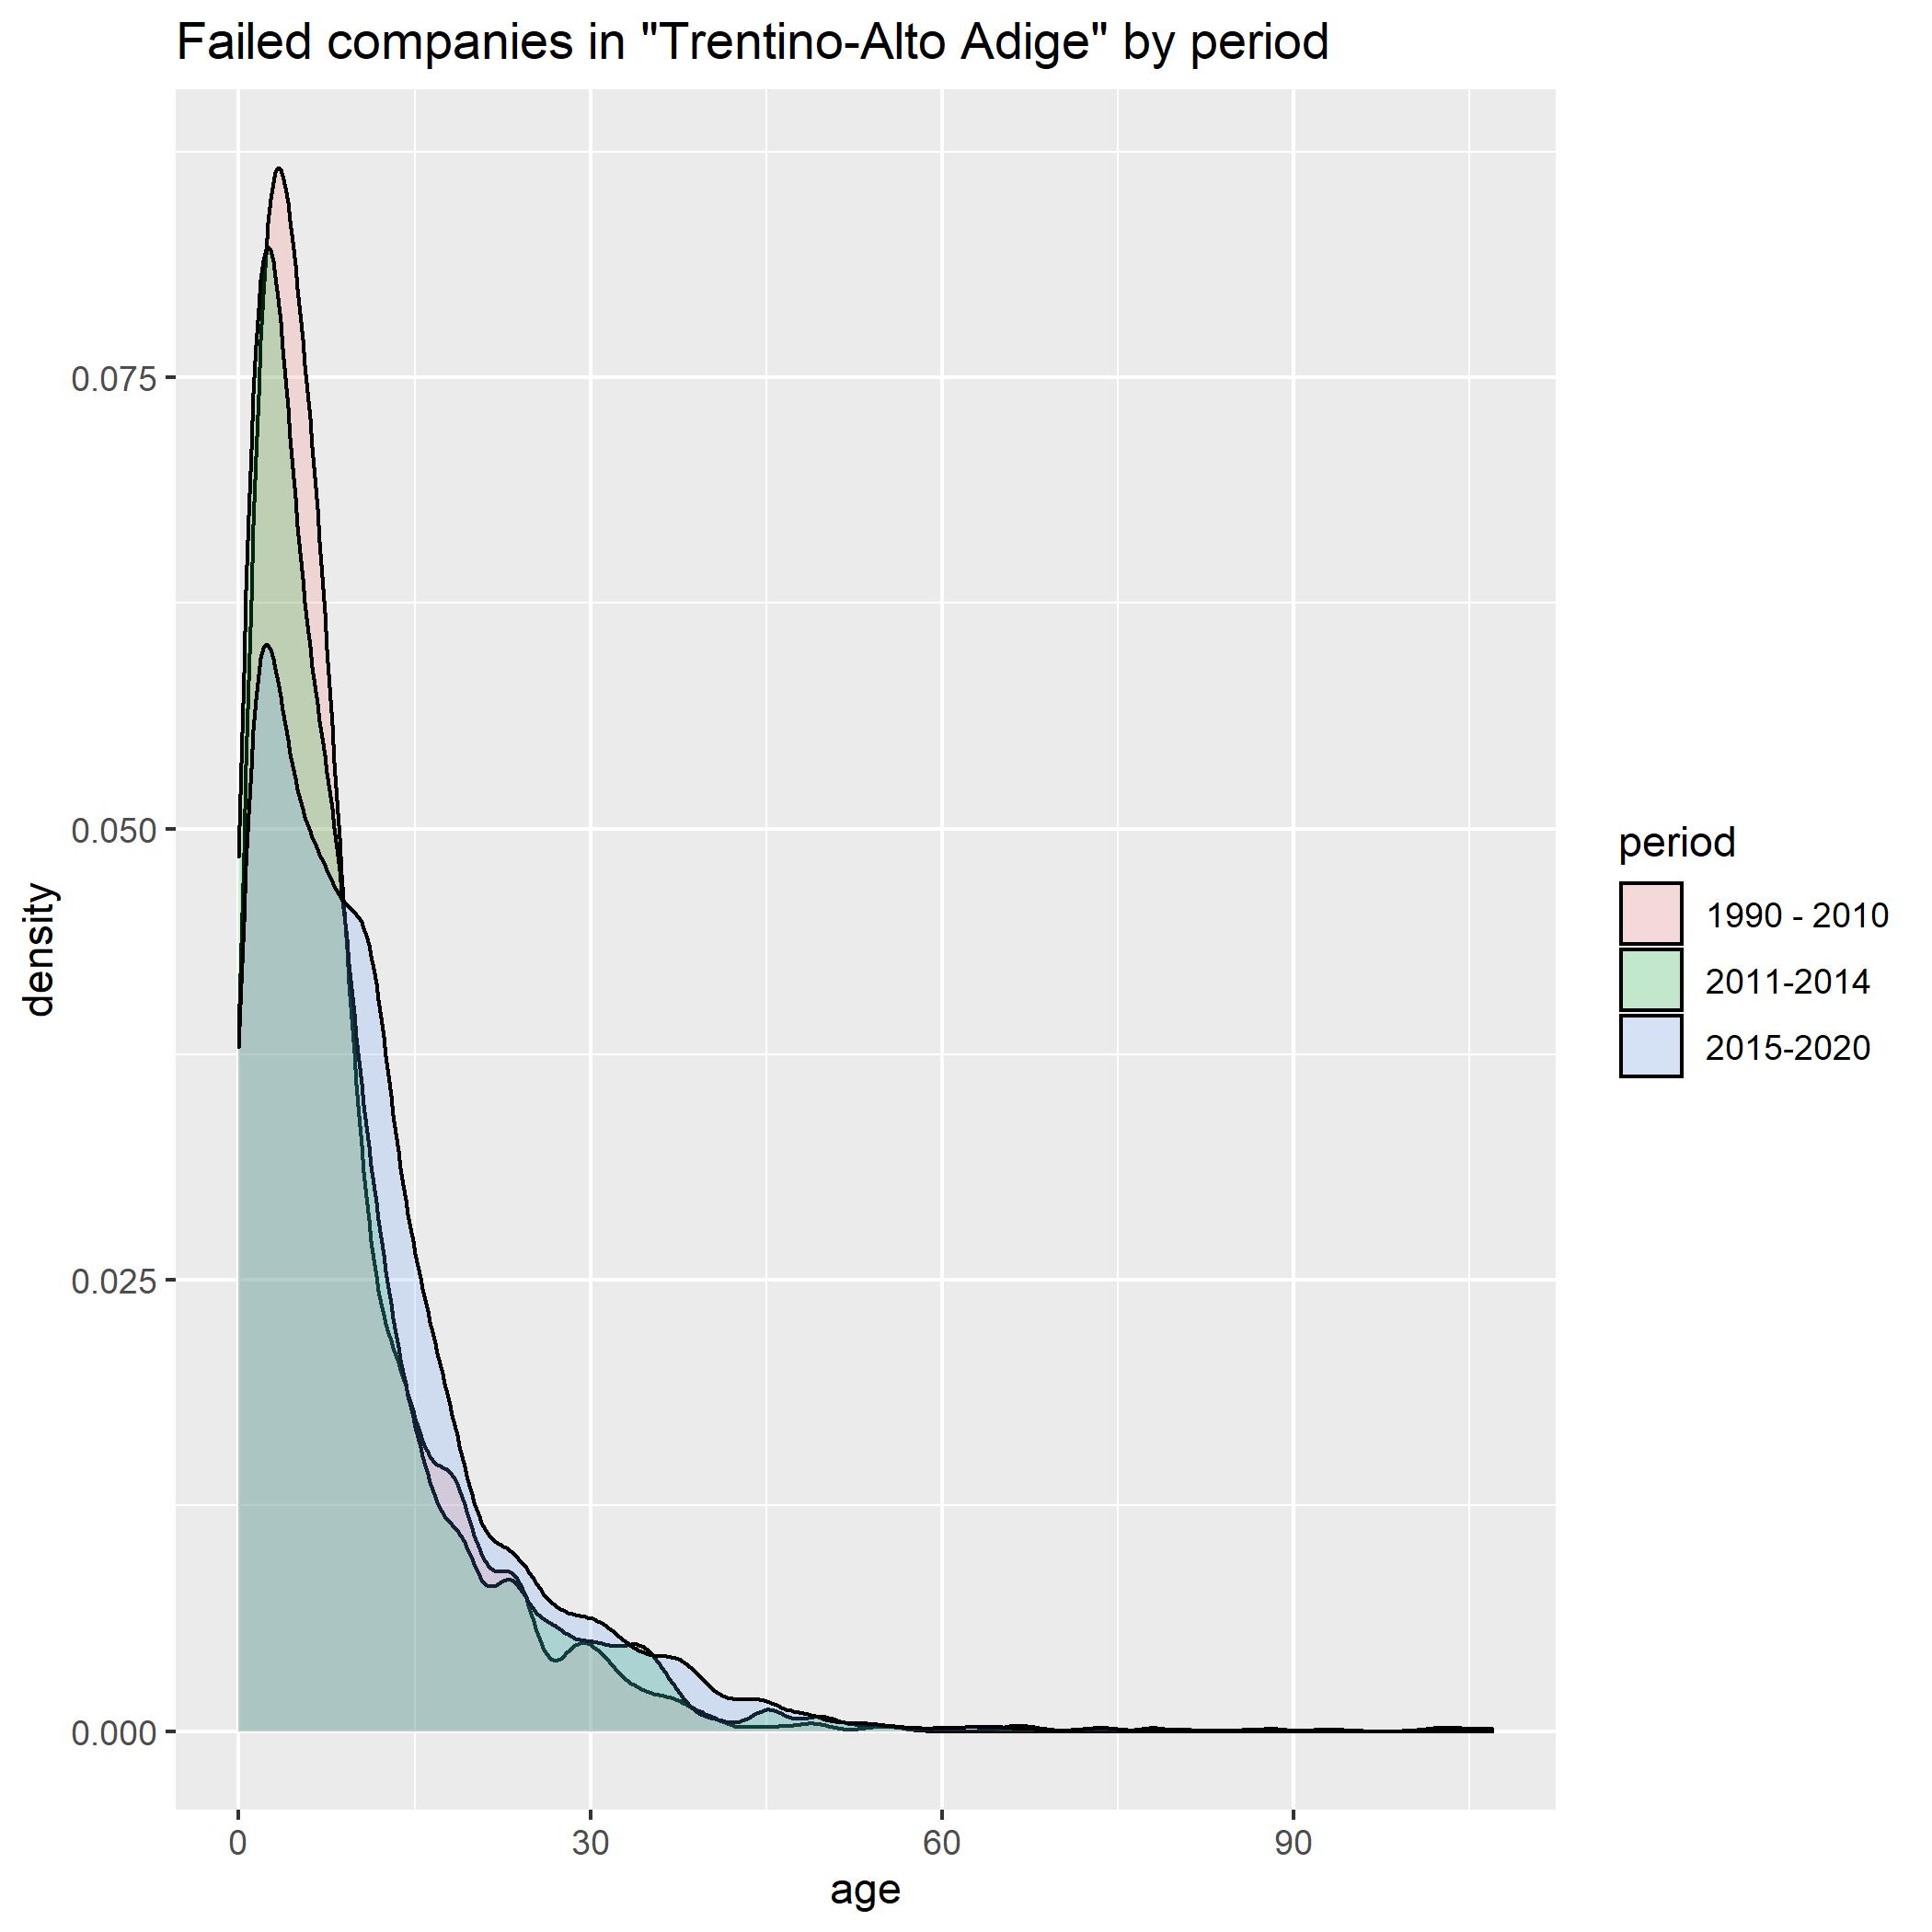 Failed companies in "Trentino-Alto Adige" by period
0.075
0.050
0.025
0.000
density
0
30
60
90
age
period
1990 - 2010
2011-2014
2015-2020